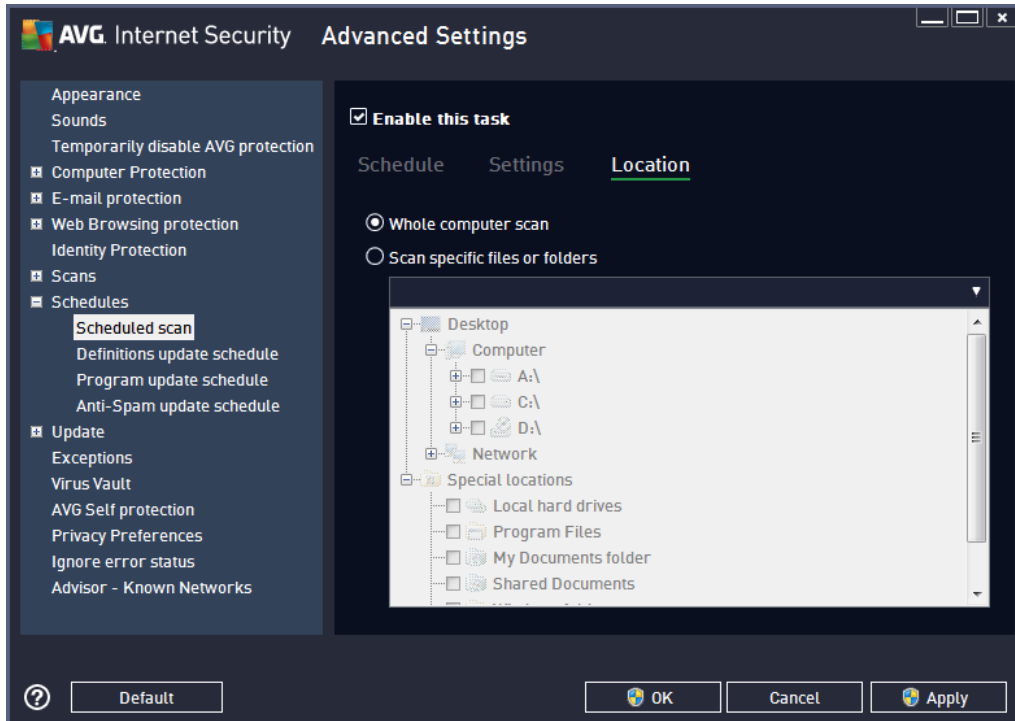 AVG. Internet Security Advanced Settings
Appearance
Sounds
Temporarily disable AVG protection
Computer Protection
E-mail protection
Web Browsing protection
Identity Protection
Scans
Schedules
Scheduled scan
Definitions update schedule
Program update schedule
Anti-Spam update schedule
Update
Exceptions
Virus Vault
AVG Self protection
Privacy Preferences
Ignore error status
Advisor - Known Networks
Enable this task
Schedule Settings Location
Whole computer scan
Scan specific files or folders
Desktop
Computer
A:\
C:\
D:\
Network
Special locations
Local hard drives
Program Files
My Documents folder
Shared Documents
Default OK Cancel Apply